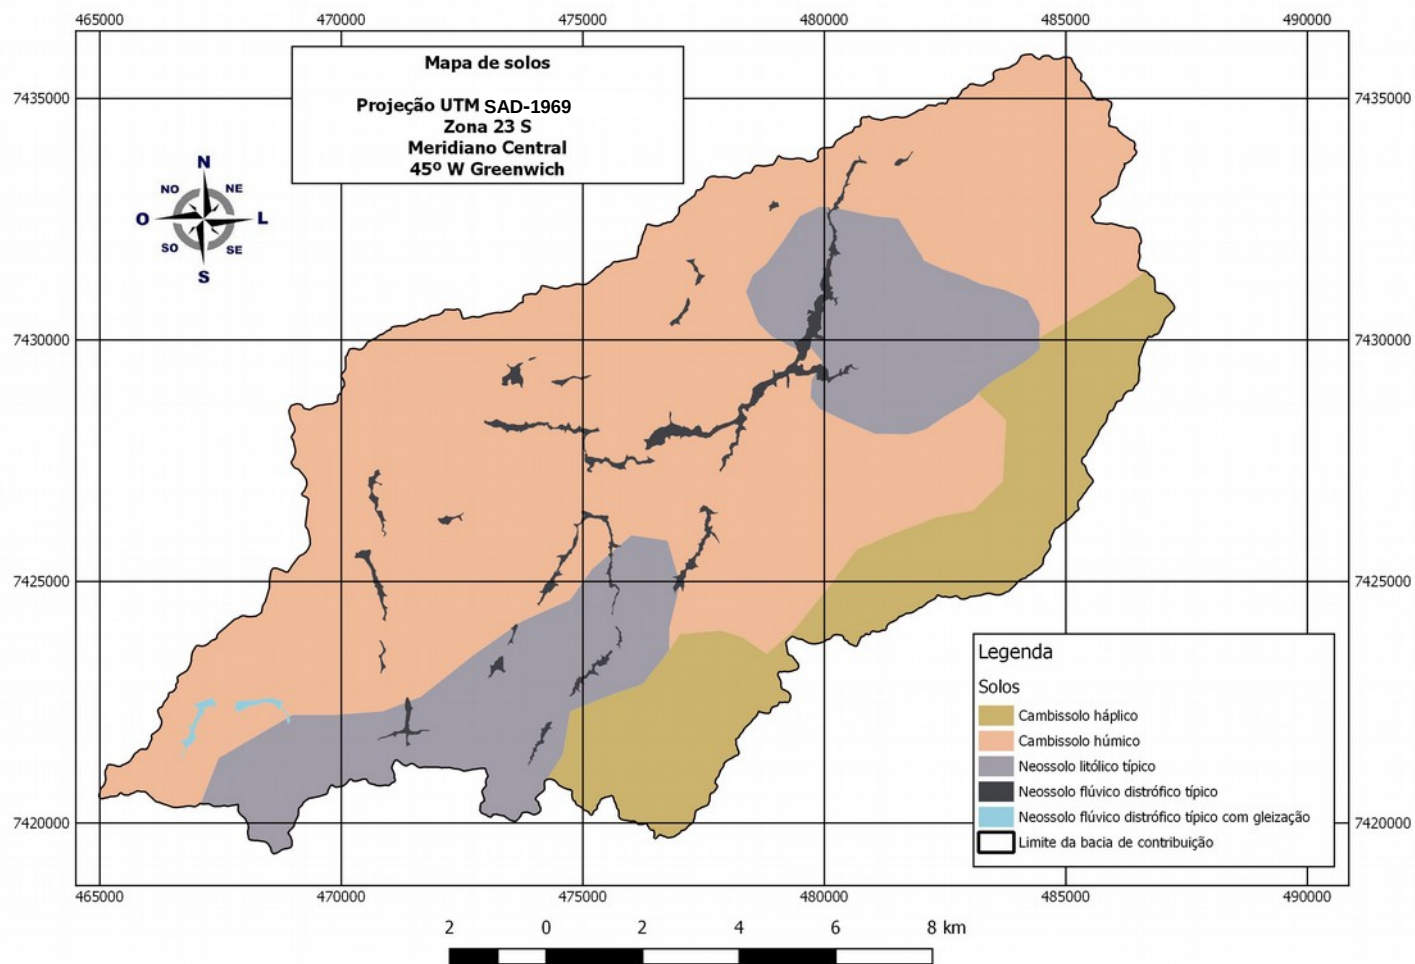 465000 470000 475000 480000 485000 490000
Mapa de solos
Projeção UTM SAD-1969
Zona 23 S
Meridiano Central
45º W Greenwich
7435000 7435000
N
NO NE
O L
SO SE
S
7430000 7430000
7425000 7425000
Legenda
Solos
Cambissolo háplico
Cambissolo húmico
Neossolo litólico típico
Neossolo flúvico distrófico típico
Neossolo flúvico distrófico típico com gleização
Limite da bacia de contribuição
7420000 7420000
465000 470000 475000 480000 485000 490000
2 0 2 4 6 8 km